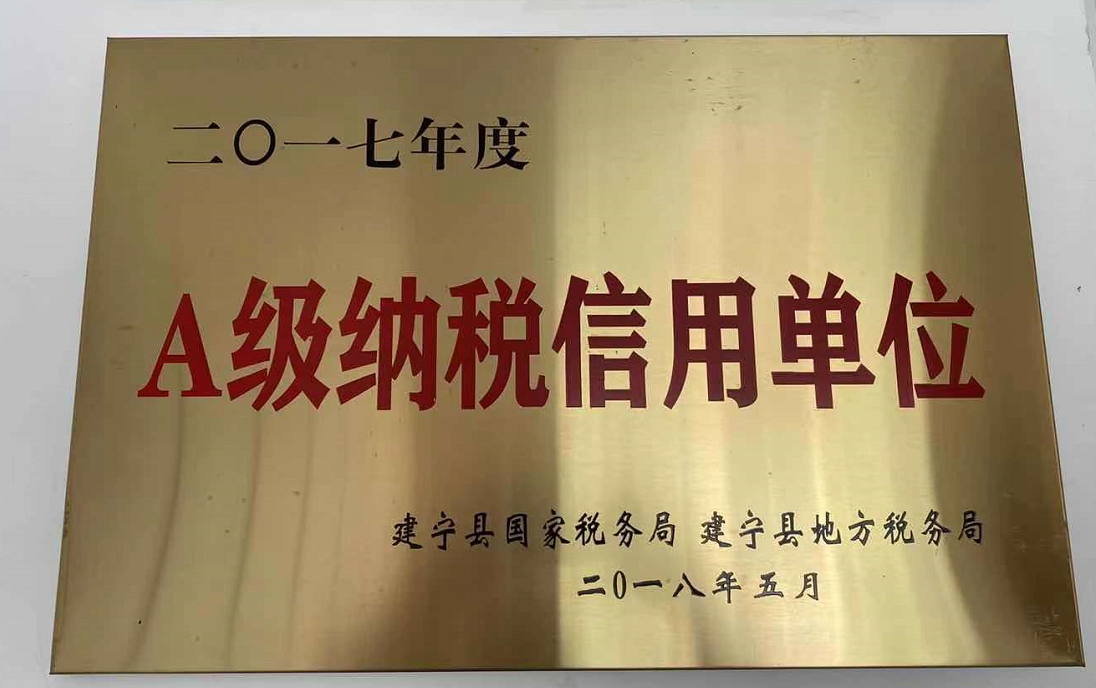 二〇一七年度
A级纳税信用单位
建宁县国家税务局 建宁县地方税务局
二0一八年五月